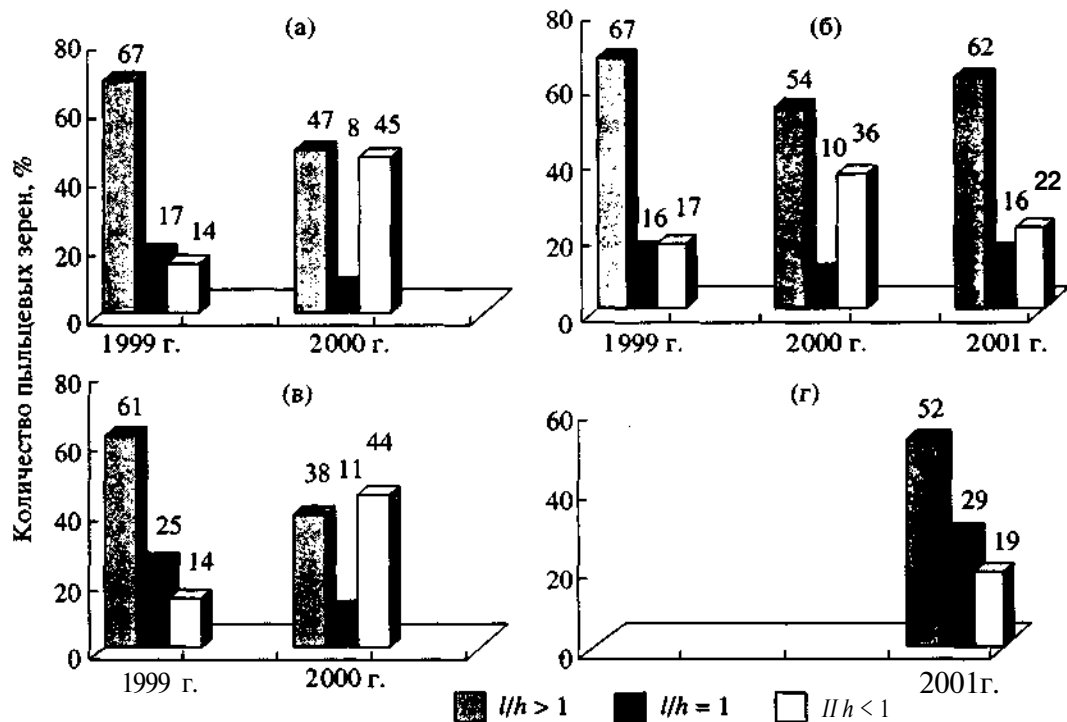 Количество пыльцевых зерен, %
(а)
80
60
40
20
0
67
17
14
47
8
45
1999 г.
2000 г.
(б)
80
60
40
20
0
67
16
17
54
10
36
62
16
22
1999 г.
2000 г.
2001 г.
(в)
80
60
40
20
0
61
25
14
38
11
44
1999 г.
2000 г.
(г)
60
40
20
0
52
29
19
2001г.
l/h > 1
l/h = 1
II h < 1